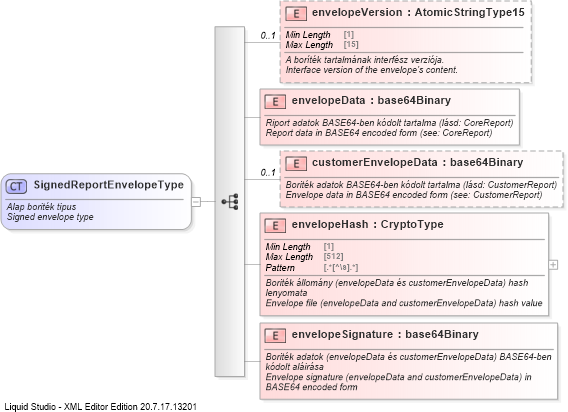 E envelopeVersion : AtomicStringType15
0..1
Min Length [1]
Max Length [15]
A boríték tartalmának interfész verziója.
Interface version of the envelope's content.
E envelopeData : base64Binary
Riport adatok BASE64-ben kódolt tartalma (lásd: CoreReport)
Report data in BASE64 encoded form (see: CoreReport)
E customerEnvelopeData : base64Binary
0..1
Boríték adatok BASE64-ben kódolt tartalma (lásd: CustomerReport)
Envelope data in BASE64 encoded form (see: CustomerReport)
CT SignedReportEnvelopeType
Alap boríték típus
Signed envelope type
E envelopeHash : CryptoType
Min Length [1]
Max Length [512]
Pattern [.*[^\s].*]
Boríték állomány (envelopeData és customerEnvelopeData) hash
lenyomata
Envelope file (envelopeData and customerEnvelopeData) hash value
E envelopeSignature : base64Binary
Boríték adatok (envelopeData és customerEnvelopeData) BASE64-ben
kódolt aláírása
Envelope signature (envelopeData and customerEnvelopeData) in
BASE64 encoded form
Liquid Studio - XML Editor Edition 20.7.17.13201